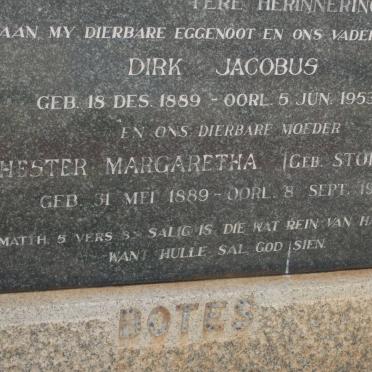 TERE HERINNERING
AAN MY DIERBARE EGGENOOT EN ONS VADER
DIRK JACOBUS
GEB. 18 DES. 1889 - OORL. 5 JUN. 1953
EN ONS DIERBARE MOEDER
HESTER MARGARETHA (GEB. STO
GEB. 31 MEI 1889 - OORL. 8 SEPT. 19
MATTH. 5 VERS 8: SALIG IS DIE WAT REIN VAN HA
WANT HULLE SAL GOD SIEN.
BOTES